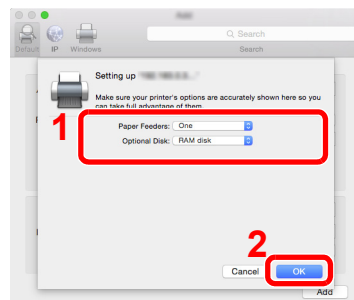 Search
Default IP Windows Search
Setting up
Make sure your printer's options are accurately shown here so you
can take full advantage of them.
1
Paper Feeders: One
Optional Disk: RAM disk
2
Cancel OK
Add